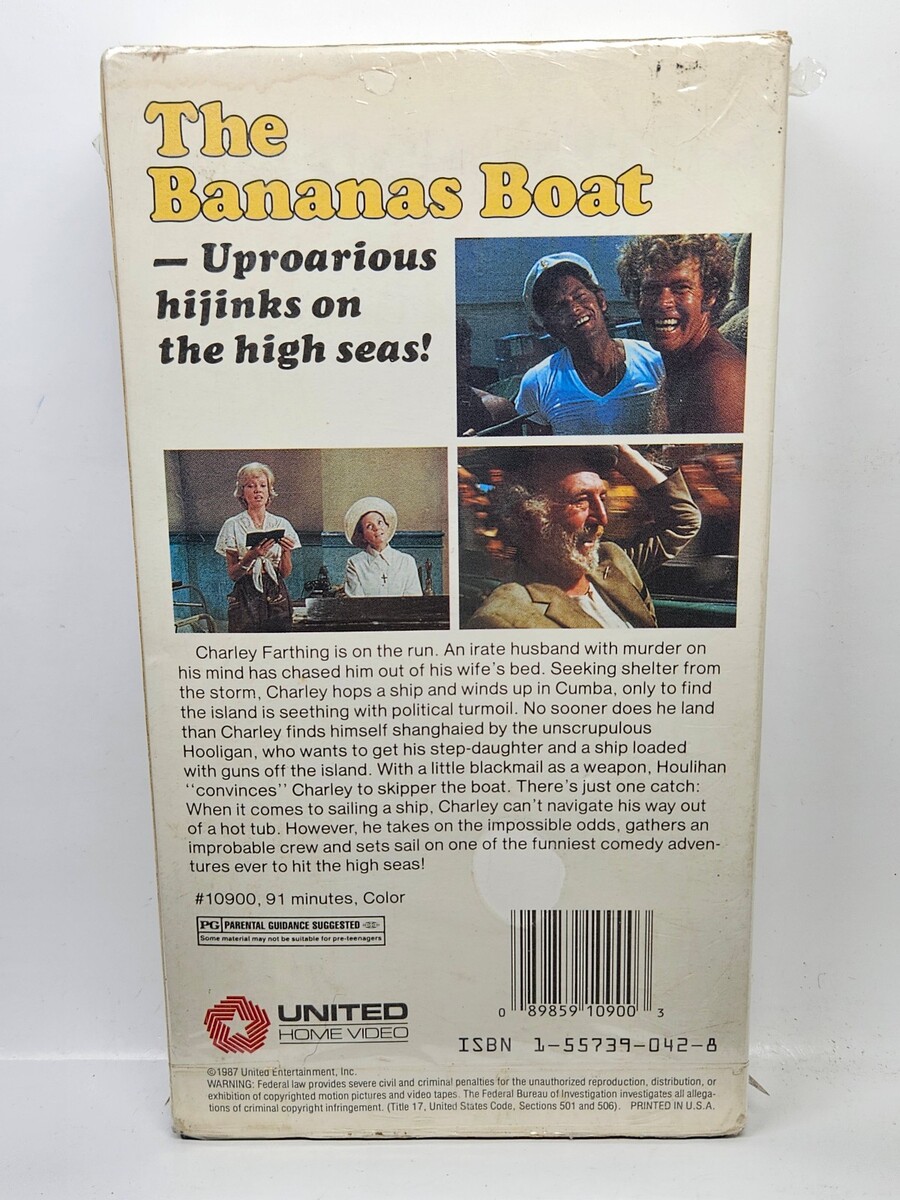 The
Bananas Boat
— Uproarious
hijinks on
the high seas!
Charley Farthing is on the run. An irate husband with murder on
his mind has chased him out of his wife's bed. Seeking shelter from
the storm, Charley hops a ship and winds up in Cumba, only to find
the island is seething with political turmoil. No sooner does he land
than Charley finds himself shanghaied by the unscrupulous
Hooligan, who wants to get his step-daughter and a ship loaded
with guns off the island. With a little blackmail as a weapon, Houlihan
“convinces” Charley to skipper the boat. There's just one catch:
When it comes to sailing a ship, Charley can't navigate his way out
of a hot tub. However, he takes on the impossible odds, gathers an
improbable crew and sets sail on one of the funniest comedy adven-
tures ever to hit the high seas!
#10900, 91 minutes, Color
PG PARENTAL GUIDANCE SUGGESTED
Some material may not be suitable for pre-teenagers
0 89859 10900 3
UNITED
HOME VIDEO
ISBN 1-55739-042-8
©1987 United Entertainment, Inc.
WARNING: Federal law provides severe civil and criminal penalties for the unauthorized reproduction, distribution, or
exhibition of copyrighted motion pictures and video tapes. The Federal Bureau of Investigation investigates all allega-
tions of criminal copyright infringement. (Title 17, United States Code, Sections 501 and 506). PRINTED IN U.S.A.